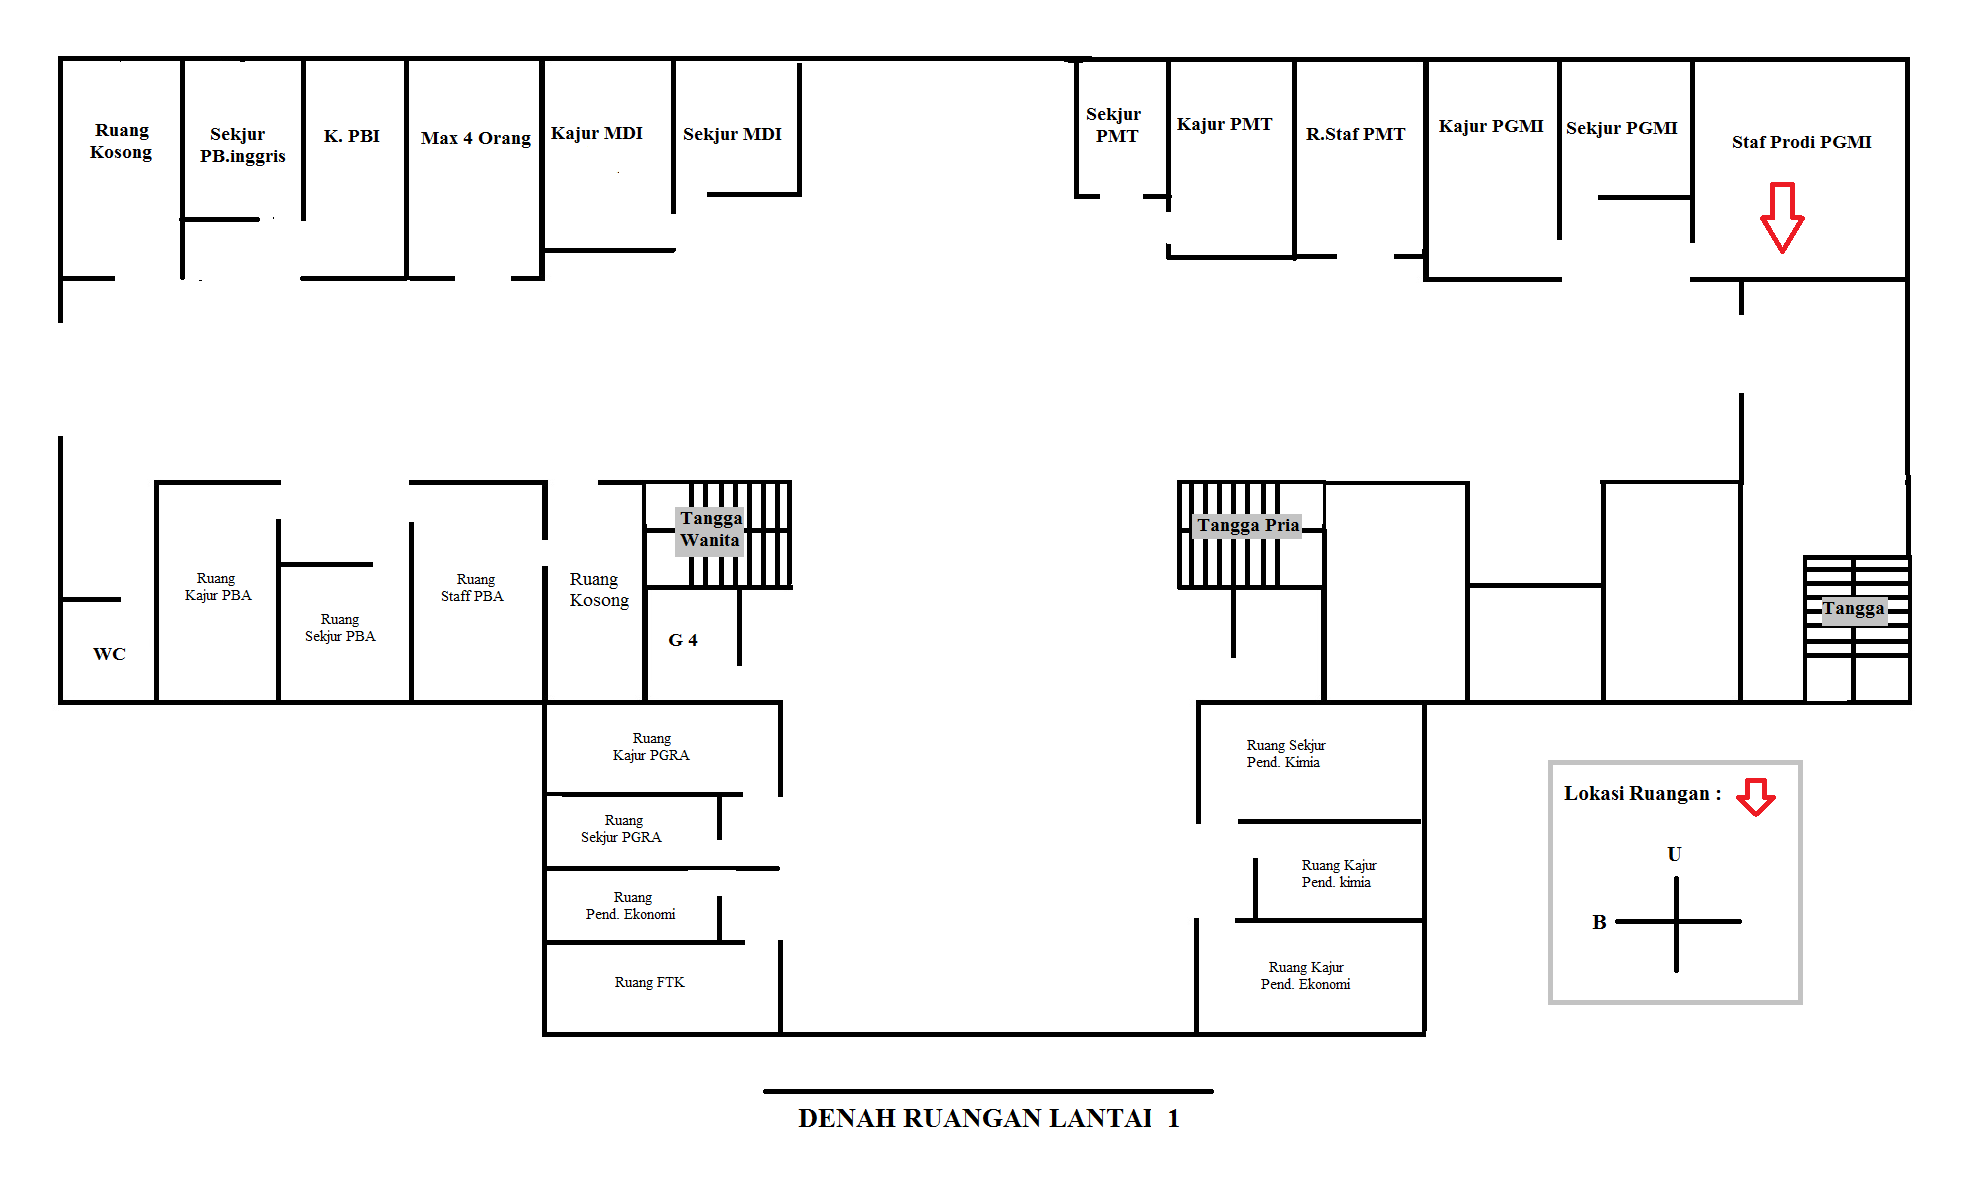 Ruang
Kosong
Sekjur
PB.inggris
K. PBI
Max 4 Orang
Kajur MDI
Sekjur MDI
Sekjur
PMT
Kajur PMT
R.Staf PMT
Kajur PGMI
Sekjur PGMI
Staf Prodi PGMI
Tangga
Wanita
Tangga Pria
Ruang
Kajur PBA
Ruang
Sekjur PBA
Ruang
Staff PBA
Ruang
Kosong
G 4
WC
Tangga
Ruang
Kajur PGRA
Ruang
Sekjur PGRA
Ruang
Pend. Ekonomi
Ruang FTK
Ruang Sekjur
Pend. Kimia
Ruang Kajur
Pend. kimia
Ruang Kajur
Pend. Ekonomi
Lokasi Ruangan :
U
B
DENAH RUANGAN LANTAI 1